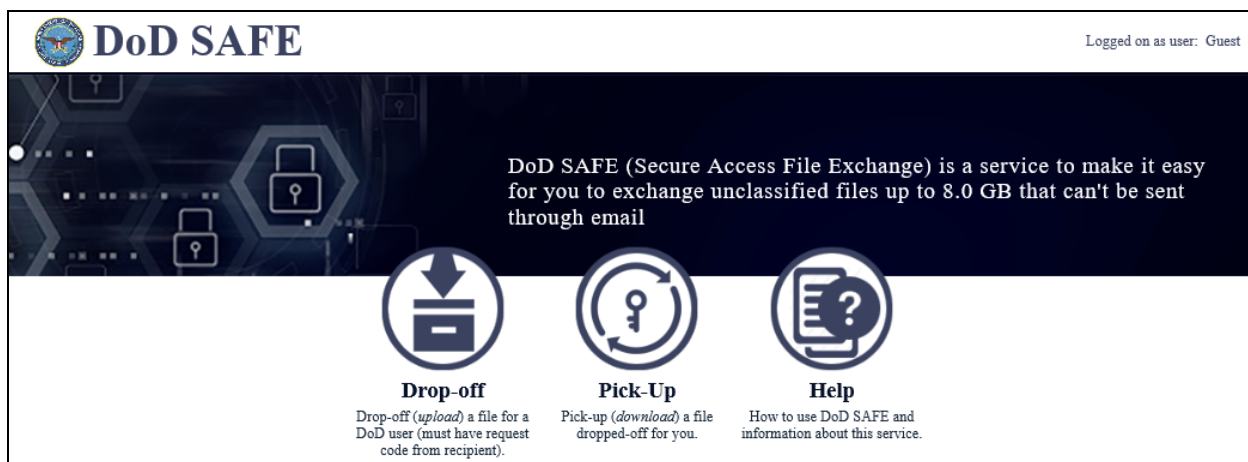 DoD SAFE
Logged on as user: Guest
DoD SAFE (Secure Access File Exchange) is a service to make it easy
for you to exchange unclassified files up to 8.0 GB that can't be sent
through email
Drop-off
Drop-off (upload) a file for a
DoD user (must have request
code from recipient).
Pick-Up
Pick-up (download) a file
dropped-off for you.
Help
How to use DoD SAFE and
information about this service.